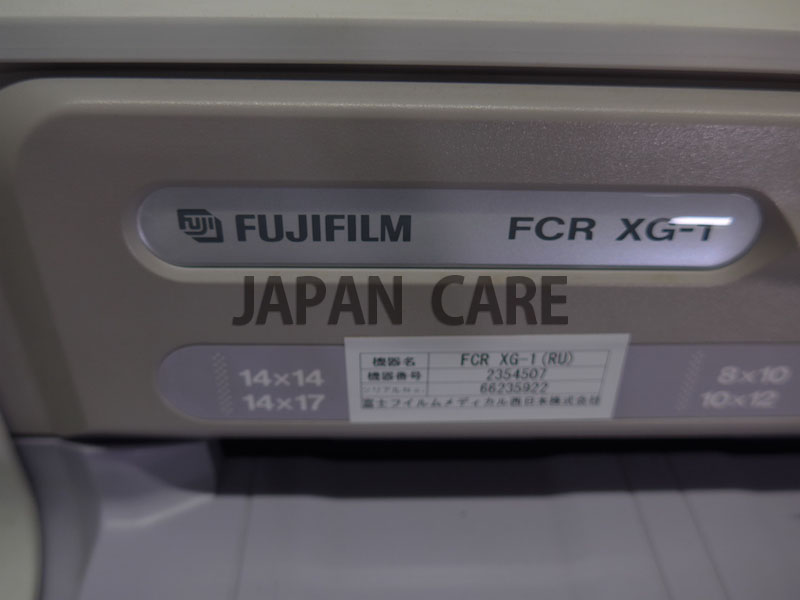 FUJI FUJIFILM FCR XG-1
JAPAN CARE
機器名 FCR XG-1(RU)
機器番号 2354507
シリアルNo. 66235922
富士フイルムメディカル西日本株式会社
14×14 8×10
14×17 10×12